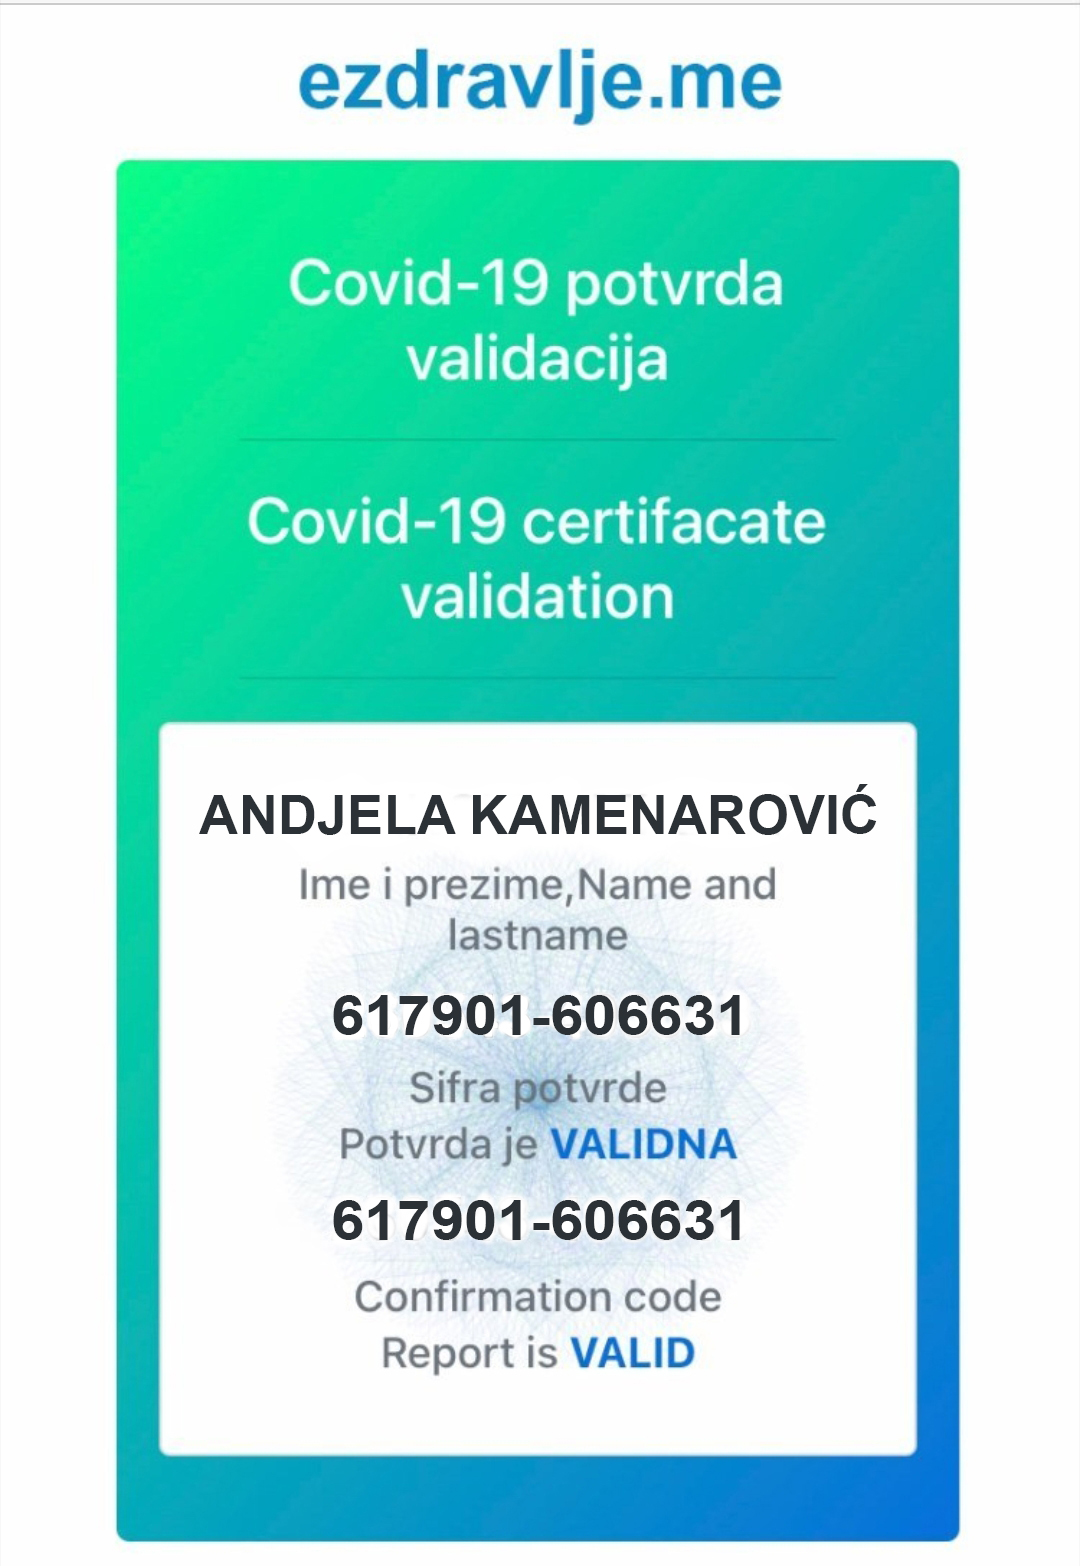 ezdravlje.me
Covid-19 potvrda
validacija
Covid-19 certifacate
validation
ANDJELA KAMENAROVIĆ
Ime i prezime,Name and
lastname
617901-606631
Sifra potvrde
Potvrda je VALIDNA
617901-606631
Confirmation code
Report is VALID